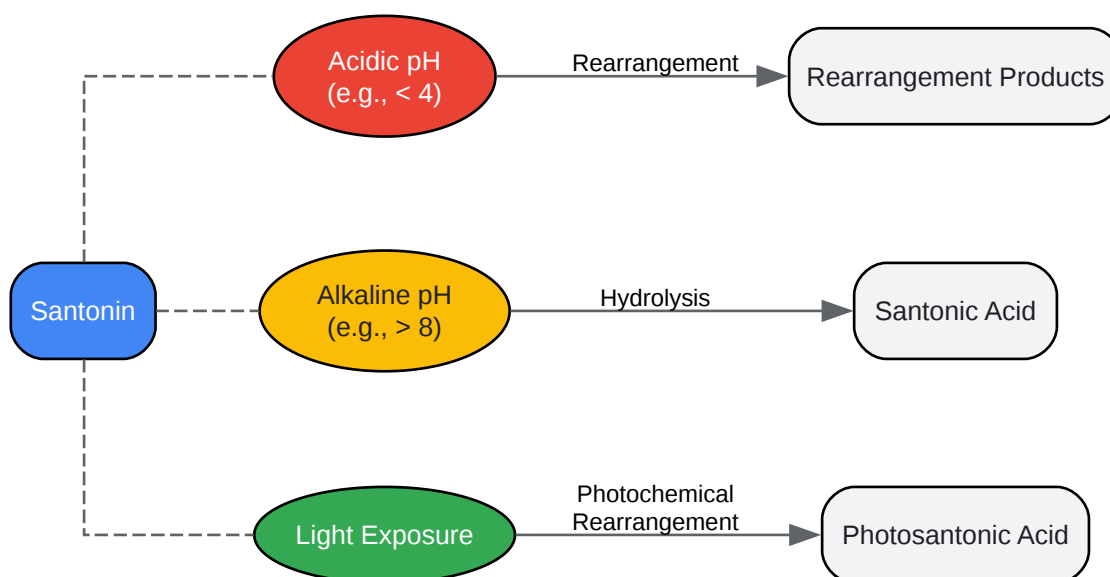 Acidic pH
(e.g., < 4)
Rearrangement
Rearrangement Products
Santonin
Alkaline pH
(e.g., > 8)
Hydrolysis
Santonic Acid
Light Exposure
Photochemical
Rearrangement
Photosantonic Acid